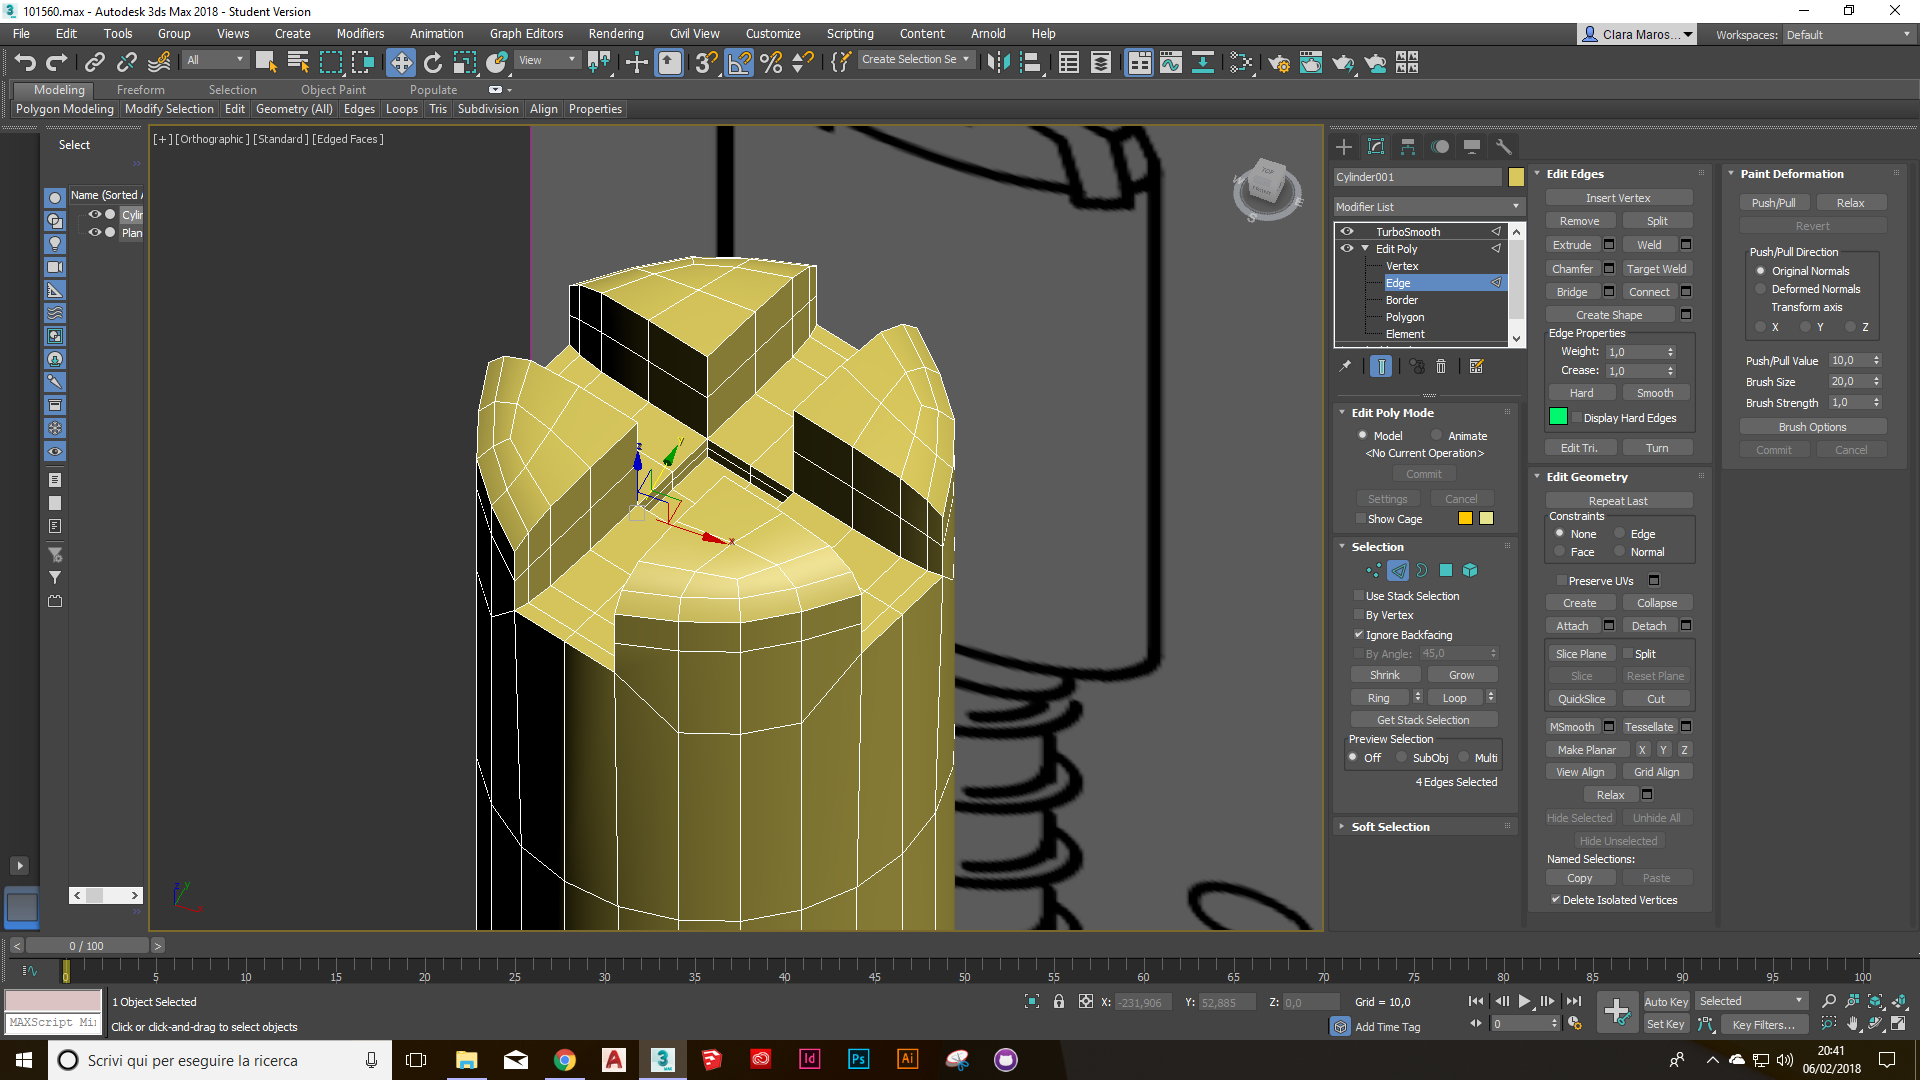 101560.max - Autodesk 3ds Max 2018 - Student Version
File Edit Tools Group Views Create Modifiers Animation Graph Editors Rendering Civil View Customize Scripting Content Arnold Help
Clara Maros... Workspaces: Default
All View Create Selection Se
Modeling Freeform Selection Object Paint Populate
Polygon Modeling Modify Selection Edit Geometry (All) Edges Loops Tris Subdivision Align Properties
Select
Name (Sorted A
Cylin
Plan
[+] [Orthographic] [Standard] [Edged Faces]
TOP
FRONT
W
S
E
z
y
x
Cylinder001
Modifier List
TurboSmooth
Edit Poly
Vertex
Edge
Border
Polygon
Element
Edit Poly Mode
Model Animate
<No Current Operation>
Commit
Settings Cancel
Show Cage
Selection
Use Stack Selection
By Vertex
Ignore Backfacing
By Angle: 45,0
Shrink Grow
Ring Loop
Get Stack Selection
Preview Selection
Off SubObj Multi
4 Edges Selected
Soft Selection
Edit Edges
Insert Vertex
Remove Split
Extrude Weld
Chamfer Target Weld
Bridge Connect
Create Shape
Edge Properties
Weight: 1,0
Crease: 1,0
Hard Smooth
Display Hard Edges
Edit Tri. Turn
Edit Geometry
Repeat Last
Constraints
None Edge
Face Normal
Preserve UVs
Create Collapse
Attach Detach
Slice Plane Split
Slice Reset Plane
QuickSlice Cut
MSmooth Tessellate
Make Planar X Y Z
View Align Grid Align
Relax
Hide Selected Unhide All
Hide Unselected
Named Selections:
Copy Paste
Delete Isolated Vertices
Paint Deformation
Push/Pull Relax
Revert
Push/Pull Direction
Original Normals
Deformed Normals
Transform axis
X Y Z
Push/Pull Value 10,0
Brush Size 20,0
Brush Strength 1,0
Brush Options
Commit Cancel
0 / 100
0 5 10 15 20 25 30 35 40 45 50 55 60 65 70 75 80 85 90 95 100
1 Object Selected
X: -231,906 Y: 52,885 Z: 0,0 Grid = 10,0
Auto Key Selected
MAXScript Mi
Click or click-and-drag to select objects
Add Time Tag
0
Set Key Key Filters...
Scrivi qui per eseguire la ricerca
20:41
06/02/2018